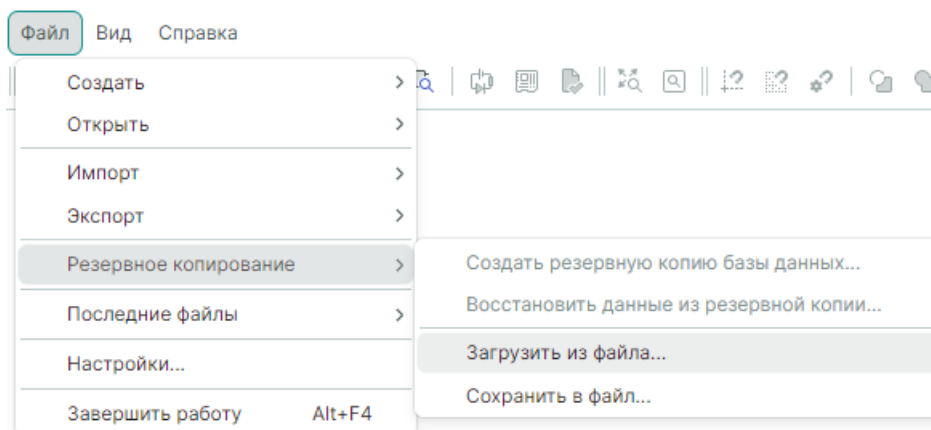 Файл Вид Справка
Создать
Открыть
Импорт
Экспорт
Резервное копирование
Создать резервную копию базы данных...
Восстановить данные из резервной копии...
Последние файлы
Загрузить из файла...
Настройки...
Сохранить в файл...
Завершить работу Alt+F4